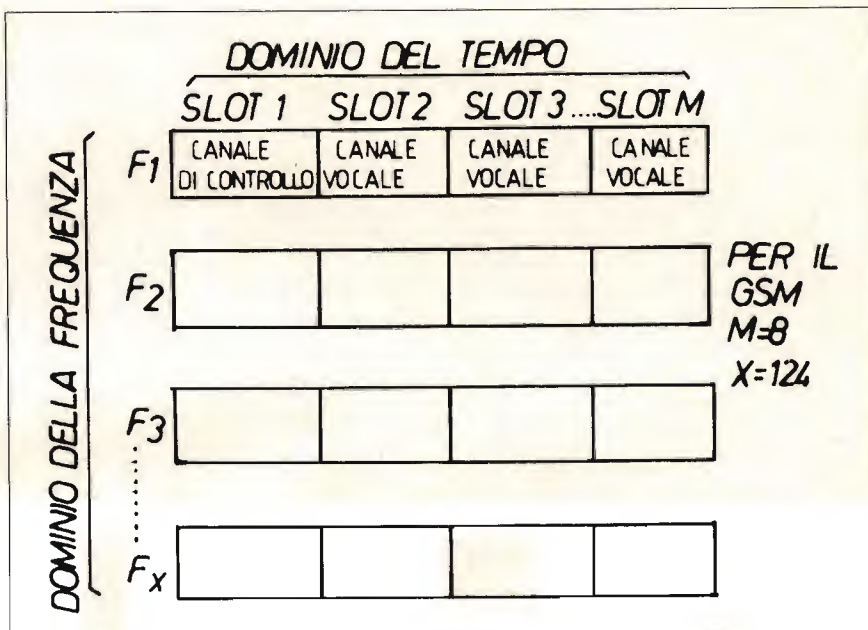 DOMINIO DEL TEMPO
SLOT 1 SLOT 2 SLOT 3 .... SLOT M
DOMINIO DELLA FREQUENZA
F1
CANALE DI CONTROLLO
CANALE VOCALE
CANALE VOCALE
CANALE VOCALE
F2
PER IL
GSM
M=8
X=124
F3
Fx